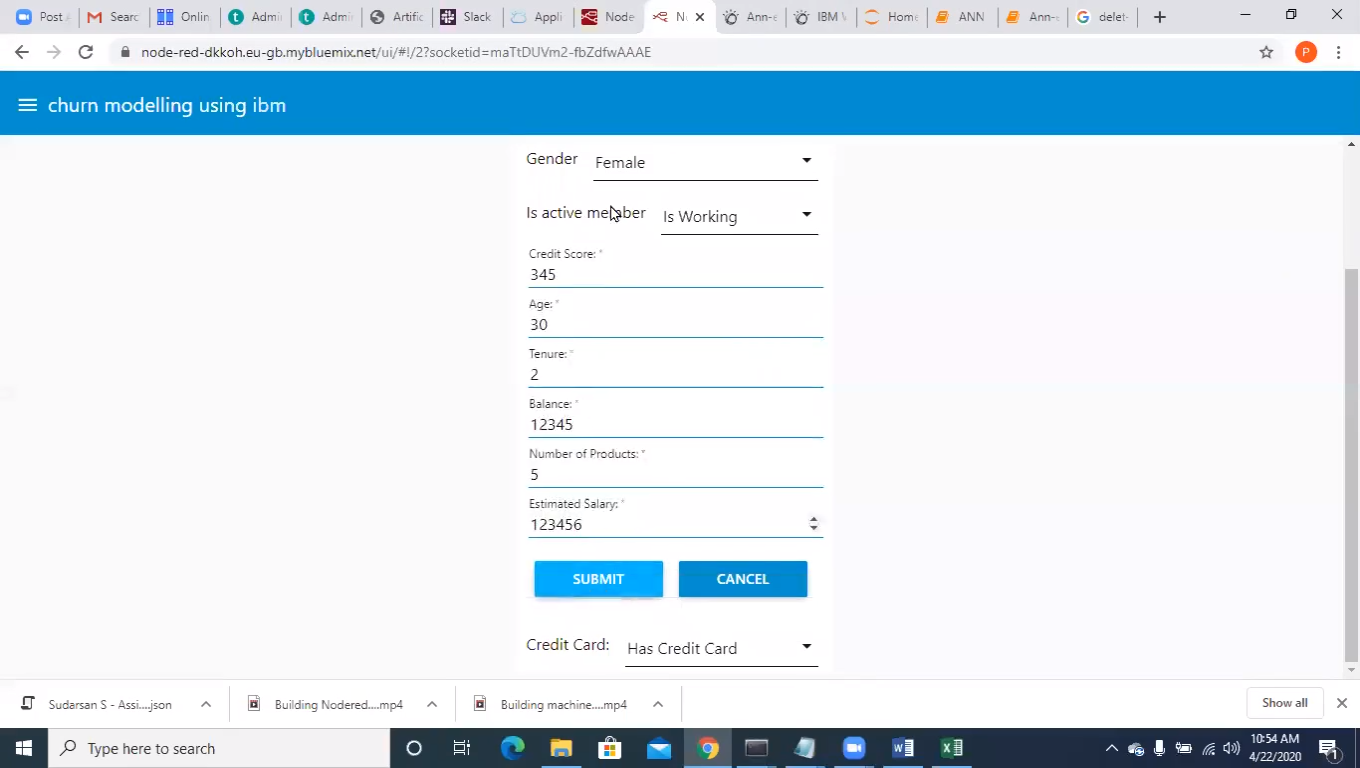 Post A
Searc
Onlin
Admi
Admi
Artific
Slack
Appli
Node
N
Ann-e
IBM W
Home
ANN
Ann-
delet
node-red-dkkoh.eu-gb.mybluemix.net/ui/#!/2?socketid=maTtDUVm2-fbZdfwAAAE
P
churn modelling using ibm
Gender Female
Is active member Is Working
Credit Score: *
345
Age: *
30
Tenure: *
2
Balance: *
12345
Number of Products: *
5
Estimated Salary: *
123456
SUBMIT CANCEL
Credit Card: Has Credit Card
Sudarsan S - Assi....json
Building Nodered....mp4
Building machine....mp4
Show all
Type here to search
10:54 AM
4/22/2020
1